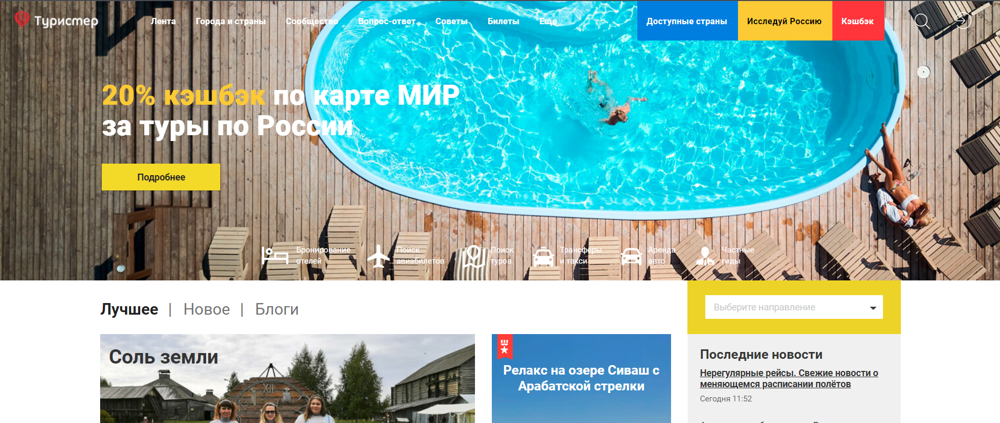 Туристер
Лента
Города и страны
Сообщество
Вопрос-ответ
Советы
Билеты
Еще
Доступные страны
Исследуй Россию
Кэшбэк
20% кэшбэк по карте МИР
за туры по России
Подробнее
Бронирование
отелей
Поиск
авиабилетов
Поиск
туров
Трансферы
и такси
Аренда
авто
Частные
гиды
Лучшее | Новое | Блоги
Выберите направление
Соль земли
XII
Релакс на озере Сиваш с
Арабатской стрелки
Последние новости
Нерегулярные рейсы. Свежие новости о
меняющемся расписании полётов
Сегодня 11:52